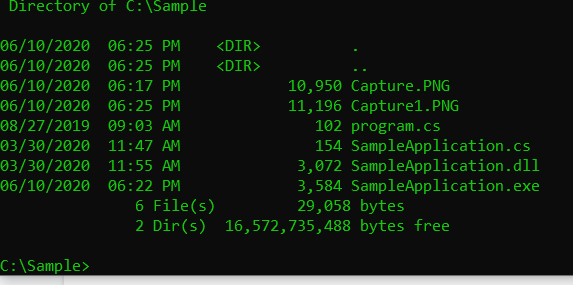 Directory of C:\Sample
06/10/2020  06:25 PM    <DIR>          .
06/10/2020  06:25 PM    <DIR>          ..
06/10/2020  06:17 PM            10,950 Capture.PNG
06/10/2020  06:25 PM            11,196 Capture1.PNG
08/27/2019  09:03 AM               102 program.cs
03/30/2020  11:47 AM               154 SampleApplication.cs
03/30/2020  11:55 AM             3,072 SampleApplication.dll
06/10/2020  06:22 PM             3,584 SampleApplication.exe
6 File(s)         29,058 bytes
2 Dir(s)  16,572,735,488 bytes free
C:\Sample>